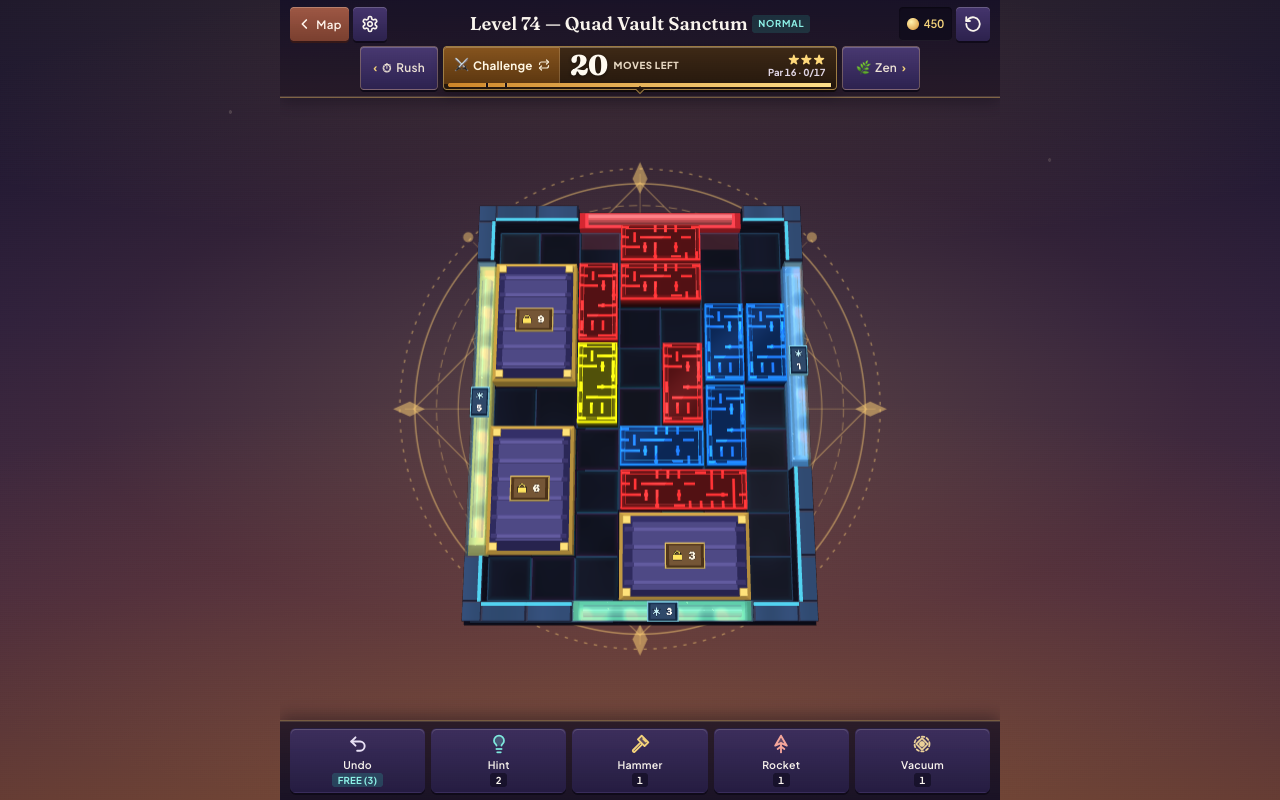 Map
Level 74 — Quad Vault Sanctum NORMAL
450
‹ Rush
Challenge
20 MOVES LEFT
Par 16 · 0/17
Zen ›
9
1
5
6
3
3
Undo
FREE (3)
Hint
2
Hammer
1
Rocket
1
Vacuum
1